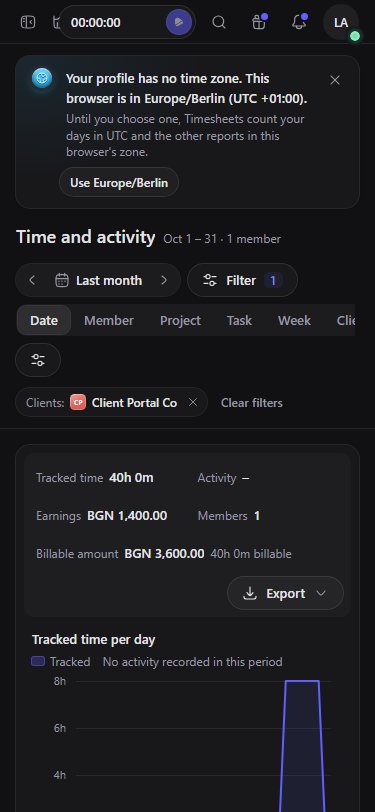 00:00:00
LA
Your profile has no time zone. This
browser is in Europe/Berlin (UTC +01:00).
Until you choose one, Timesheets count your
days in UTC and the other reports in this
browser's zone.
Use Europe/Berlin
Time and activity Oct 1 – 31 · 1 member
Last month
Filter 1
Date Member Project Task Week Clie
Clients: CP Client Portal Co
Clear filters
Tracked time 40h 0m
Activity –
Earnings BGN 1,400.00
Members 1
Billable amount BGN 3,600.00 40h 0m billable
Export
Tracked time per day
Tracked No activity recorded in this period
8h
6h
4h